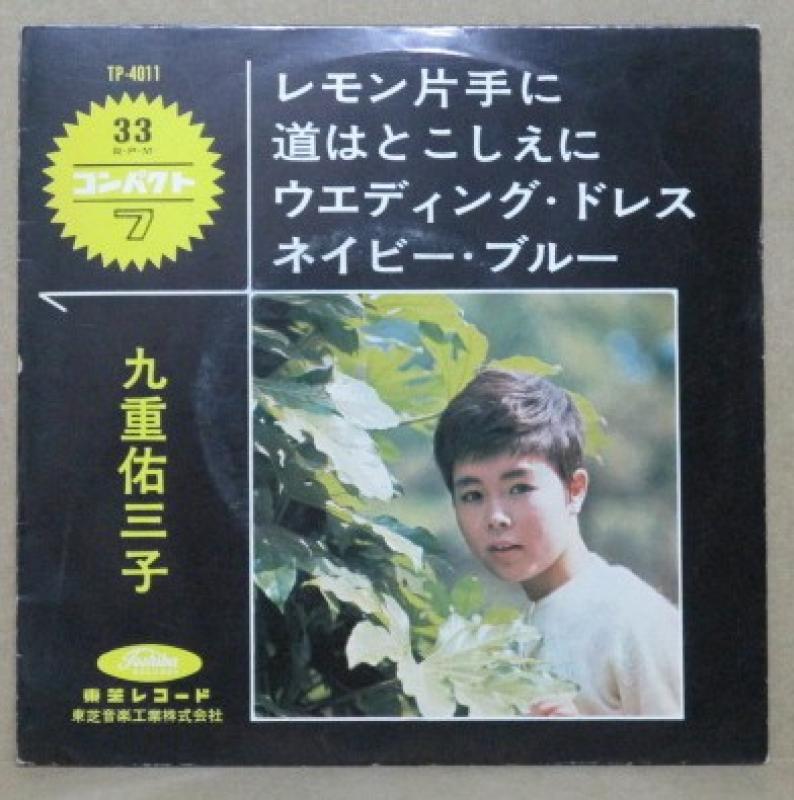 TP-4011
33
R・P・M
コンパクト
7
レモン片手に
道はとこしえに
ウエディング・ドレス
ネイビー・ブルー
九重佑三子
Toshiba
RECORDS
東芝レコード
東芝音楽工業株式会社